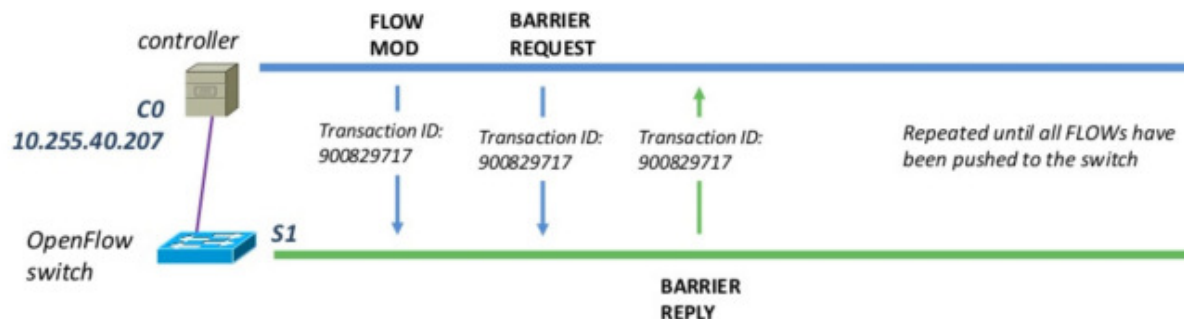 controller
C0
10.255.40.207
OpenFlow
switch
S1
FLOW
MOD
BARRIER
REQUEST
Transaction ID:
900829717
Transaction ID:
900829717
Transaction ID:
900829717
BARRIER
REPLY
Repeated until all FLOWs have
been pushed to the switch